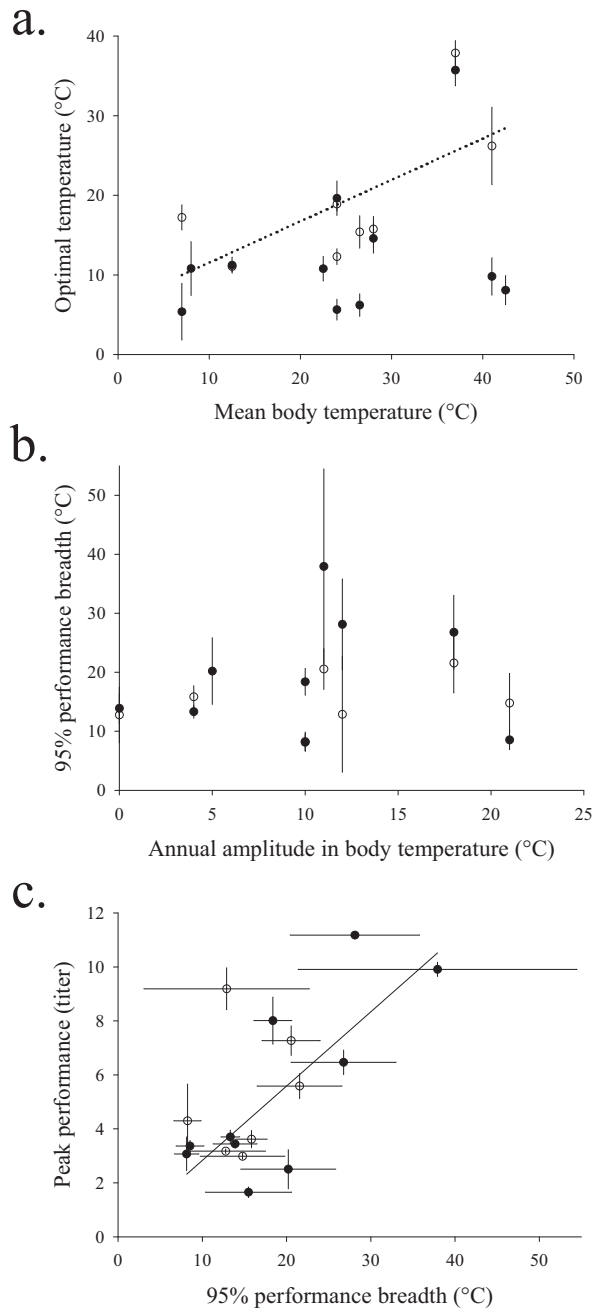 a.
40
30
20
10
0
Optimal temperature (°C)
0 10 20 30 40 50
Mean body temperature (°C)
b.
50
40
30
20
10
0
95% performance breadth (°C)
0 5 10 15 20 25
Annual amplitude in body temperature (°C)
c.
12
10
8
6
4
2
0
Peak performance (titer)
0 10 20 30 40 50
95% performance breadth (°C)